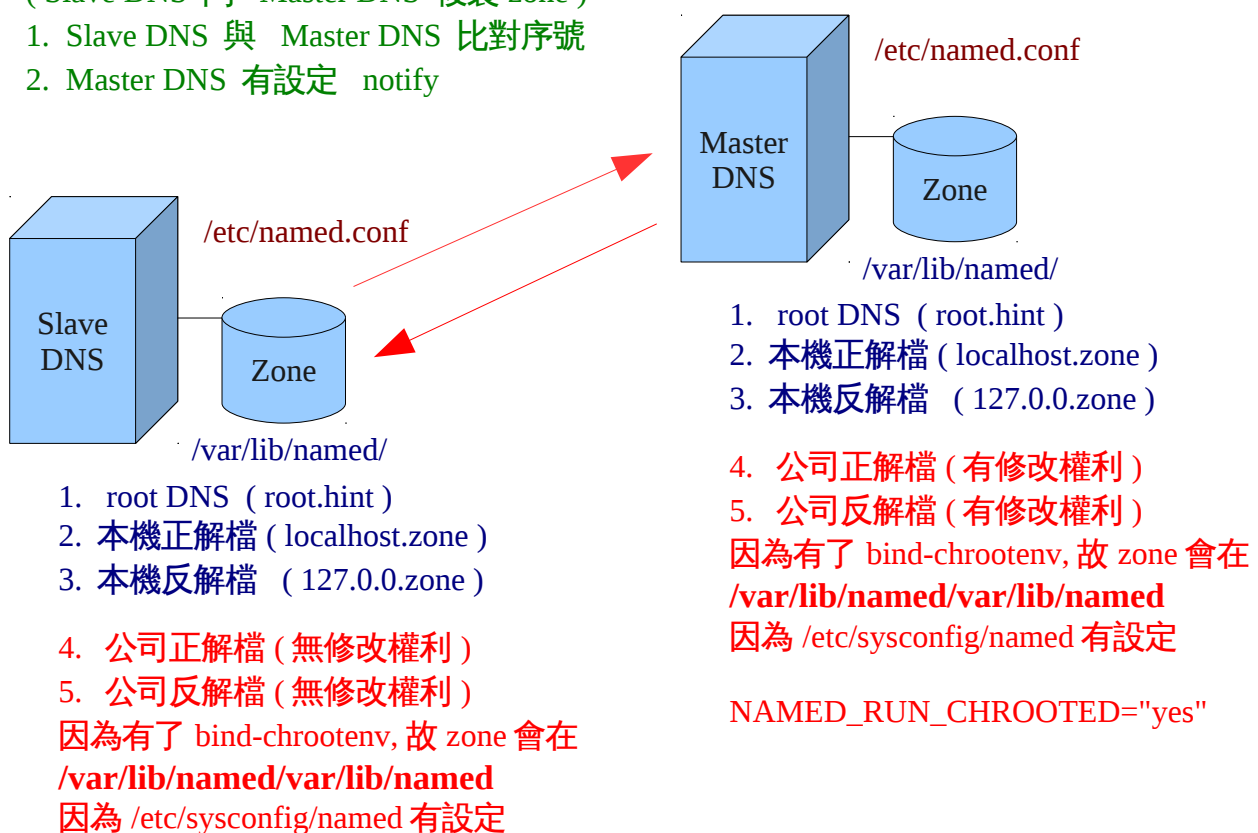 ( Slave DNS 向 Master DNS 複製 zone )
1. Slave DNS 與 Master DNS 比對序號
2. Master DNS 有設定 notify
/etc/named.conf
Master
DNS
Zone
/var/lib/named/
1. root DNS ( root.hint )
2. 本機正解檔 ( localhost.zone )
3. 本機反解檔 ( 127.0.0.zone )
4. 公司正解檔 ( 有修改權利 )
5. 公司反解檔 ( 有修改權利 )
因為有了 bind-chrootenv, 故 zone 會在
/var/lib/named/var/lib/named
因為 /etc/sysconfig/named 有設定
NAMED_RUN_CHROOTED="yes"
/etc/named.conf
Slave
DNS
Zone
/var/lib/named/
1. root DNS ( root.hint )
2. 本機正解檔 ( localhost.zone )
3. 本機反解檔 ( 127.0.0.zone )
4. 公司正解檔 ( 無修改權利 )
5. 公司反解檔 ( 無修改權利 )
因為有了 bind-chrootenv, 故 zone 會在
/var/lib/named/var/lib/named
因為 /etc/sysconfig/named 有設定